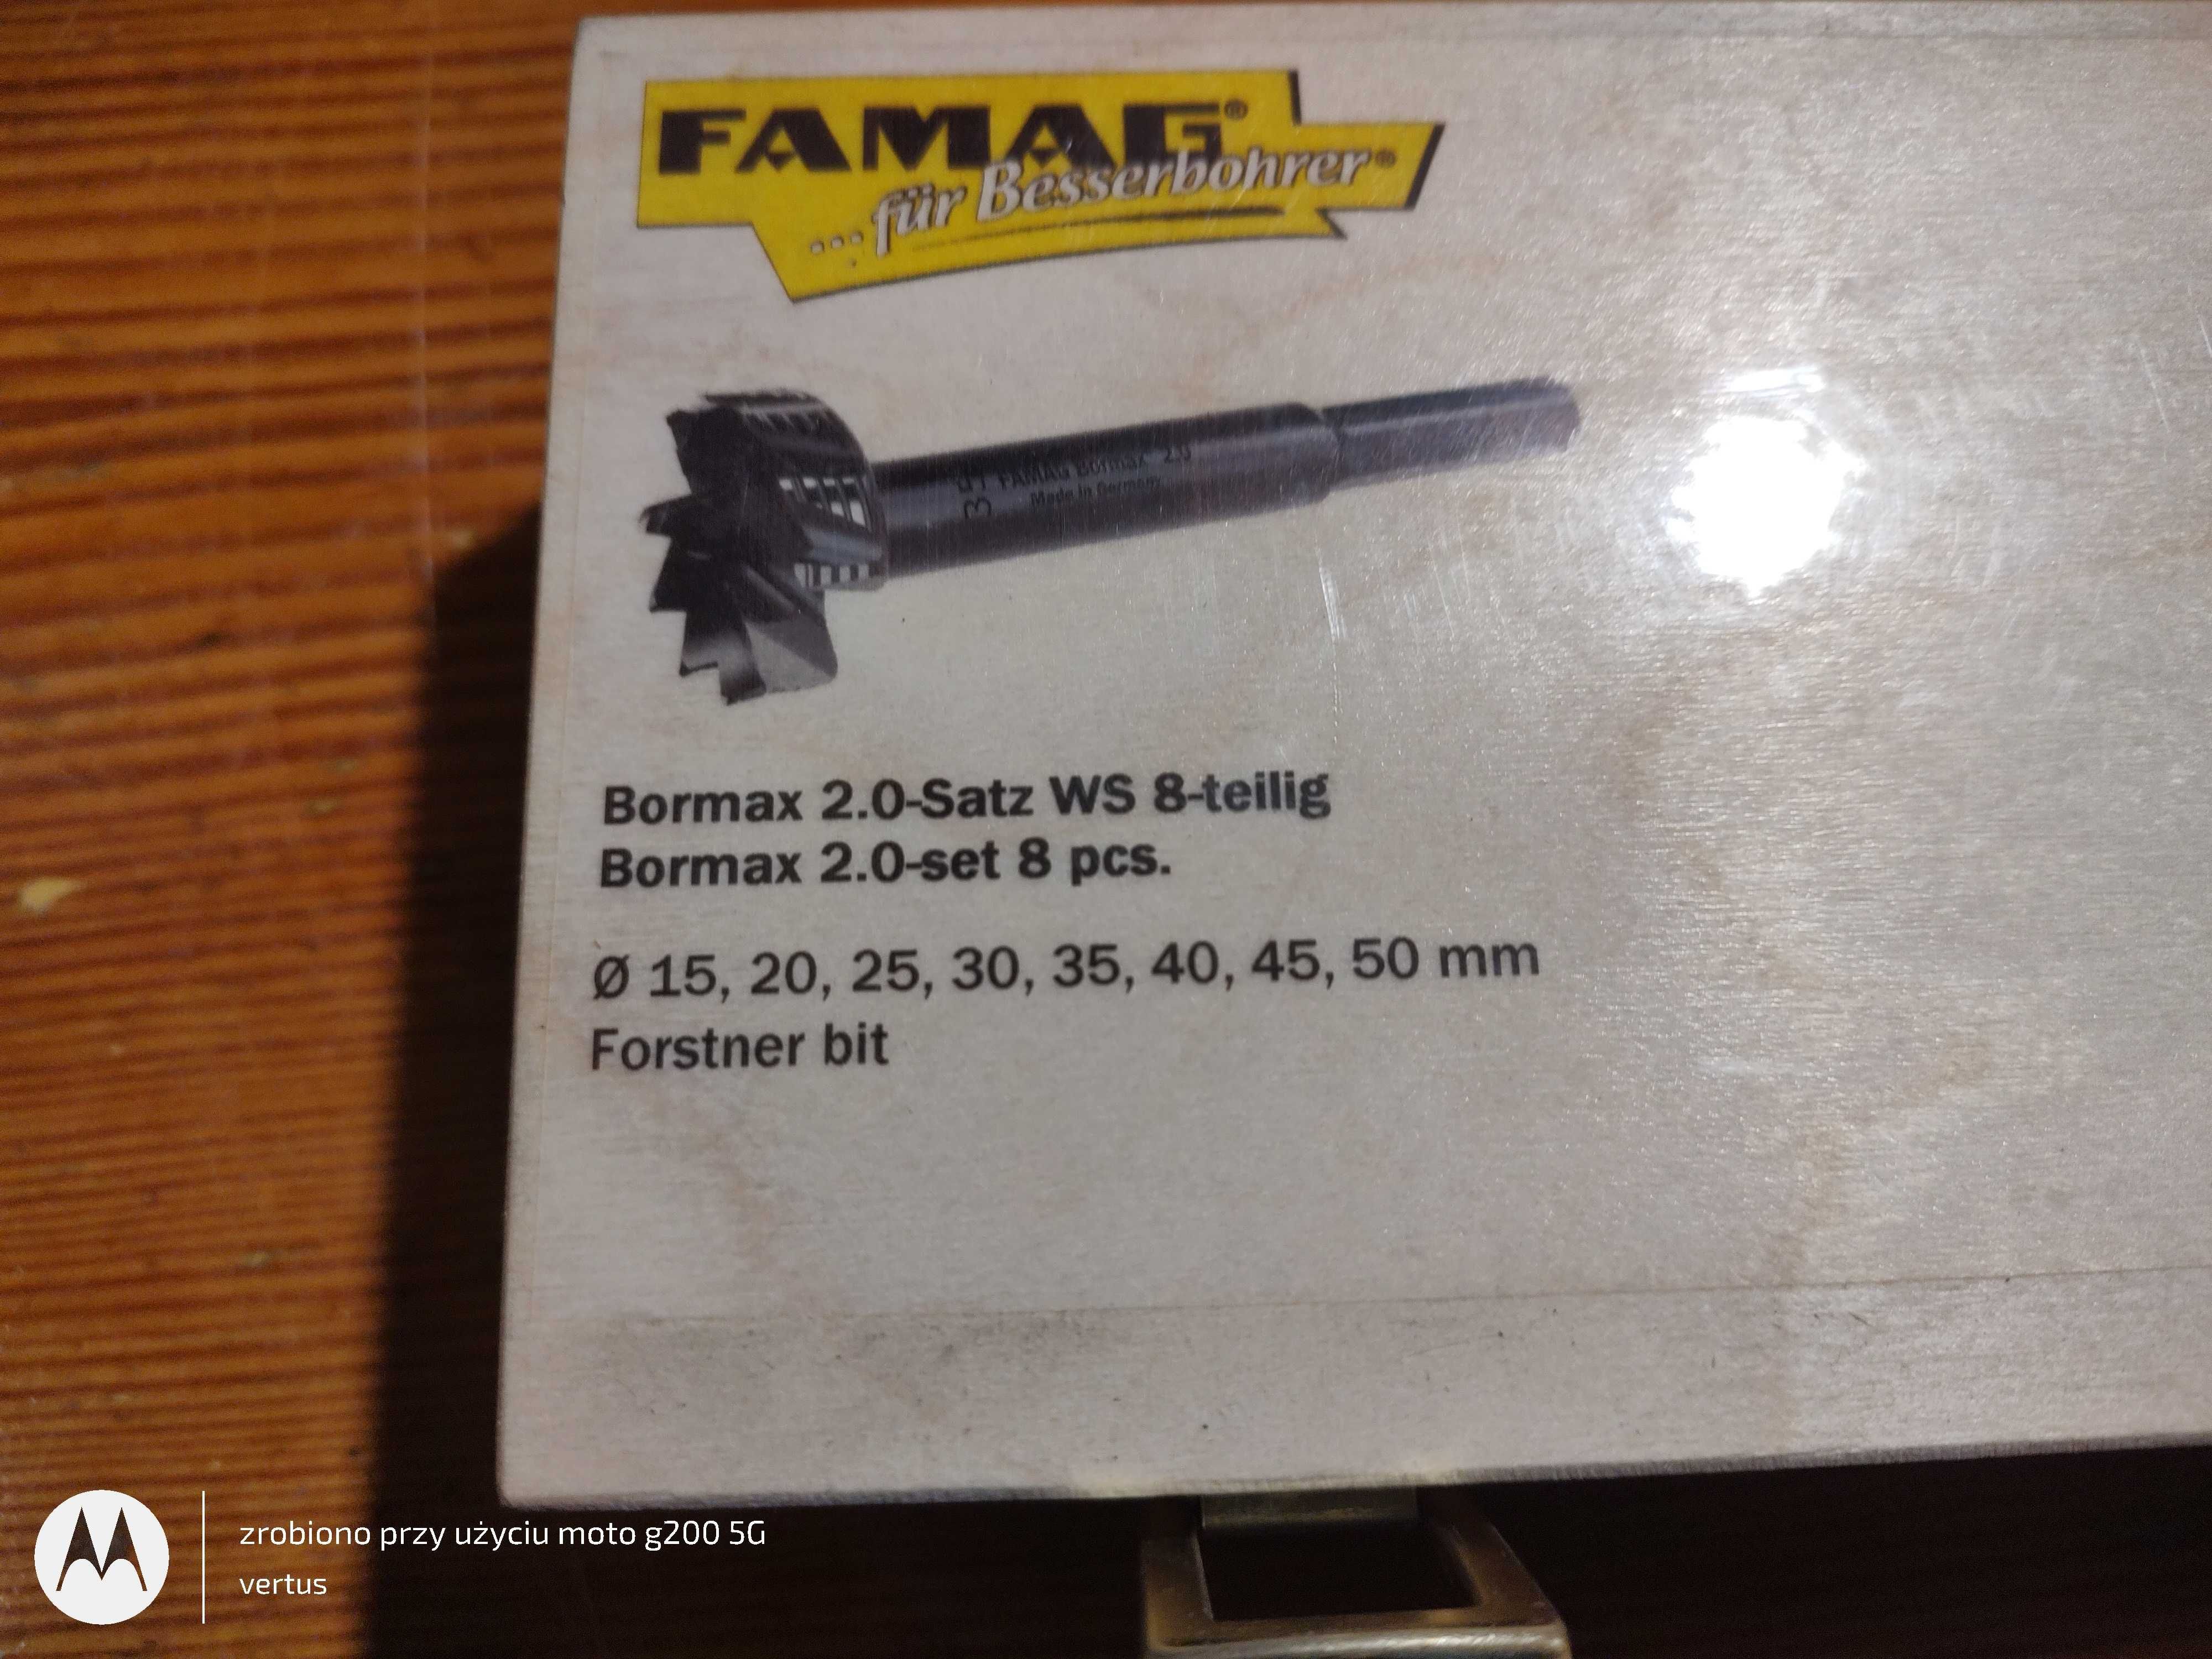 FAMAG®
...für Besserbohrer®
FAMAG Bormax 2.0
Made in Germany
Bormax 2.0-Satz WS 8-teilig
Bormax 2.0-set 8 pcs.
Ø 15, 20, 25, 30, 35, 40, 45, 50 mm
Forstner bit
zrobiono przy użyciu moto g200 5G
vertus